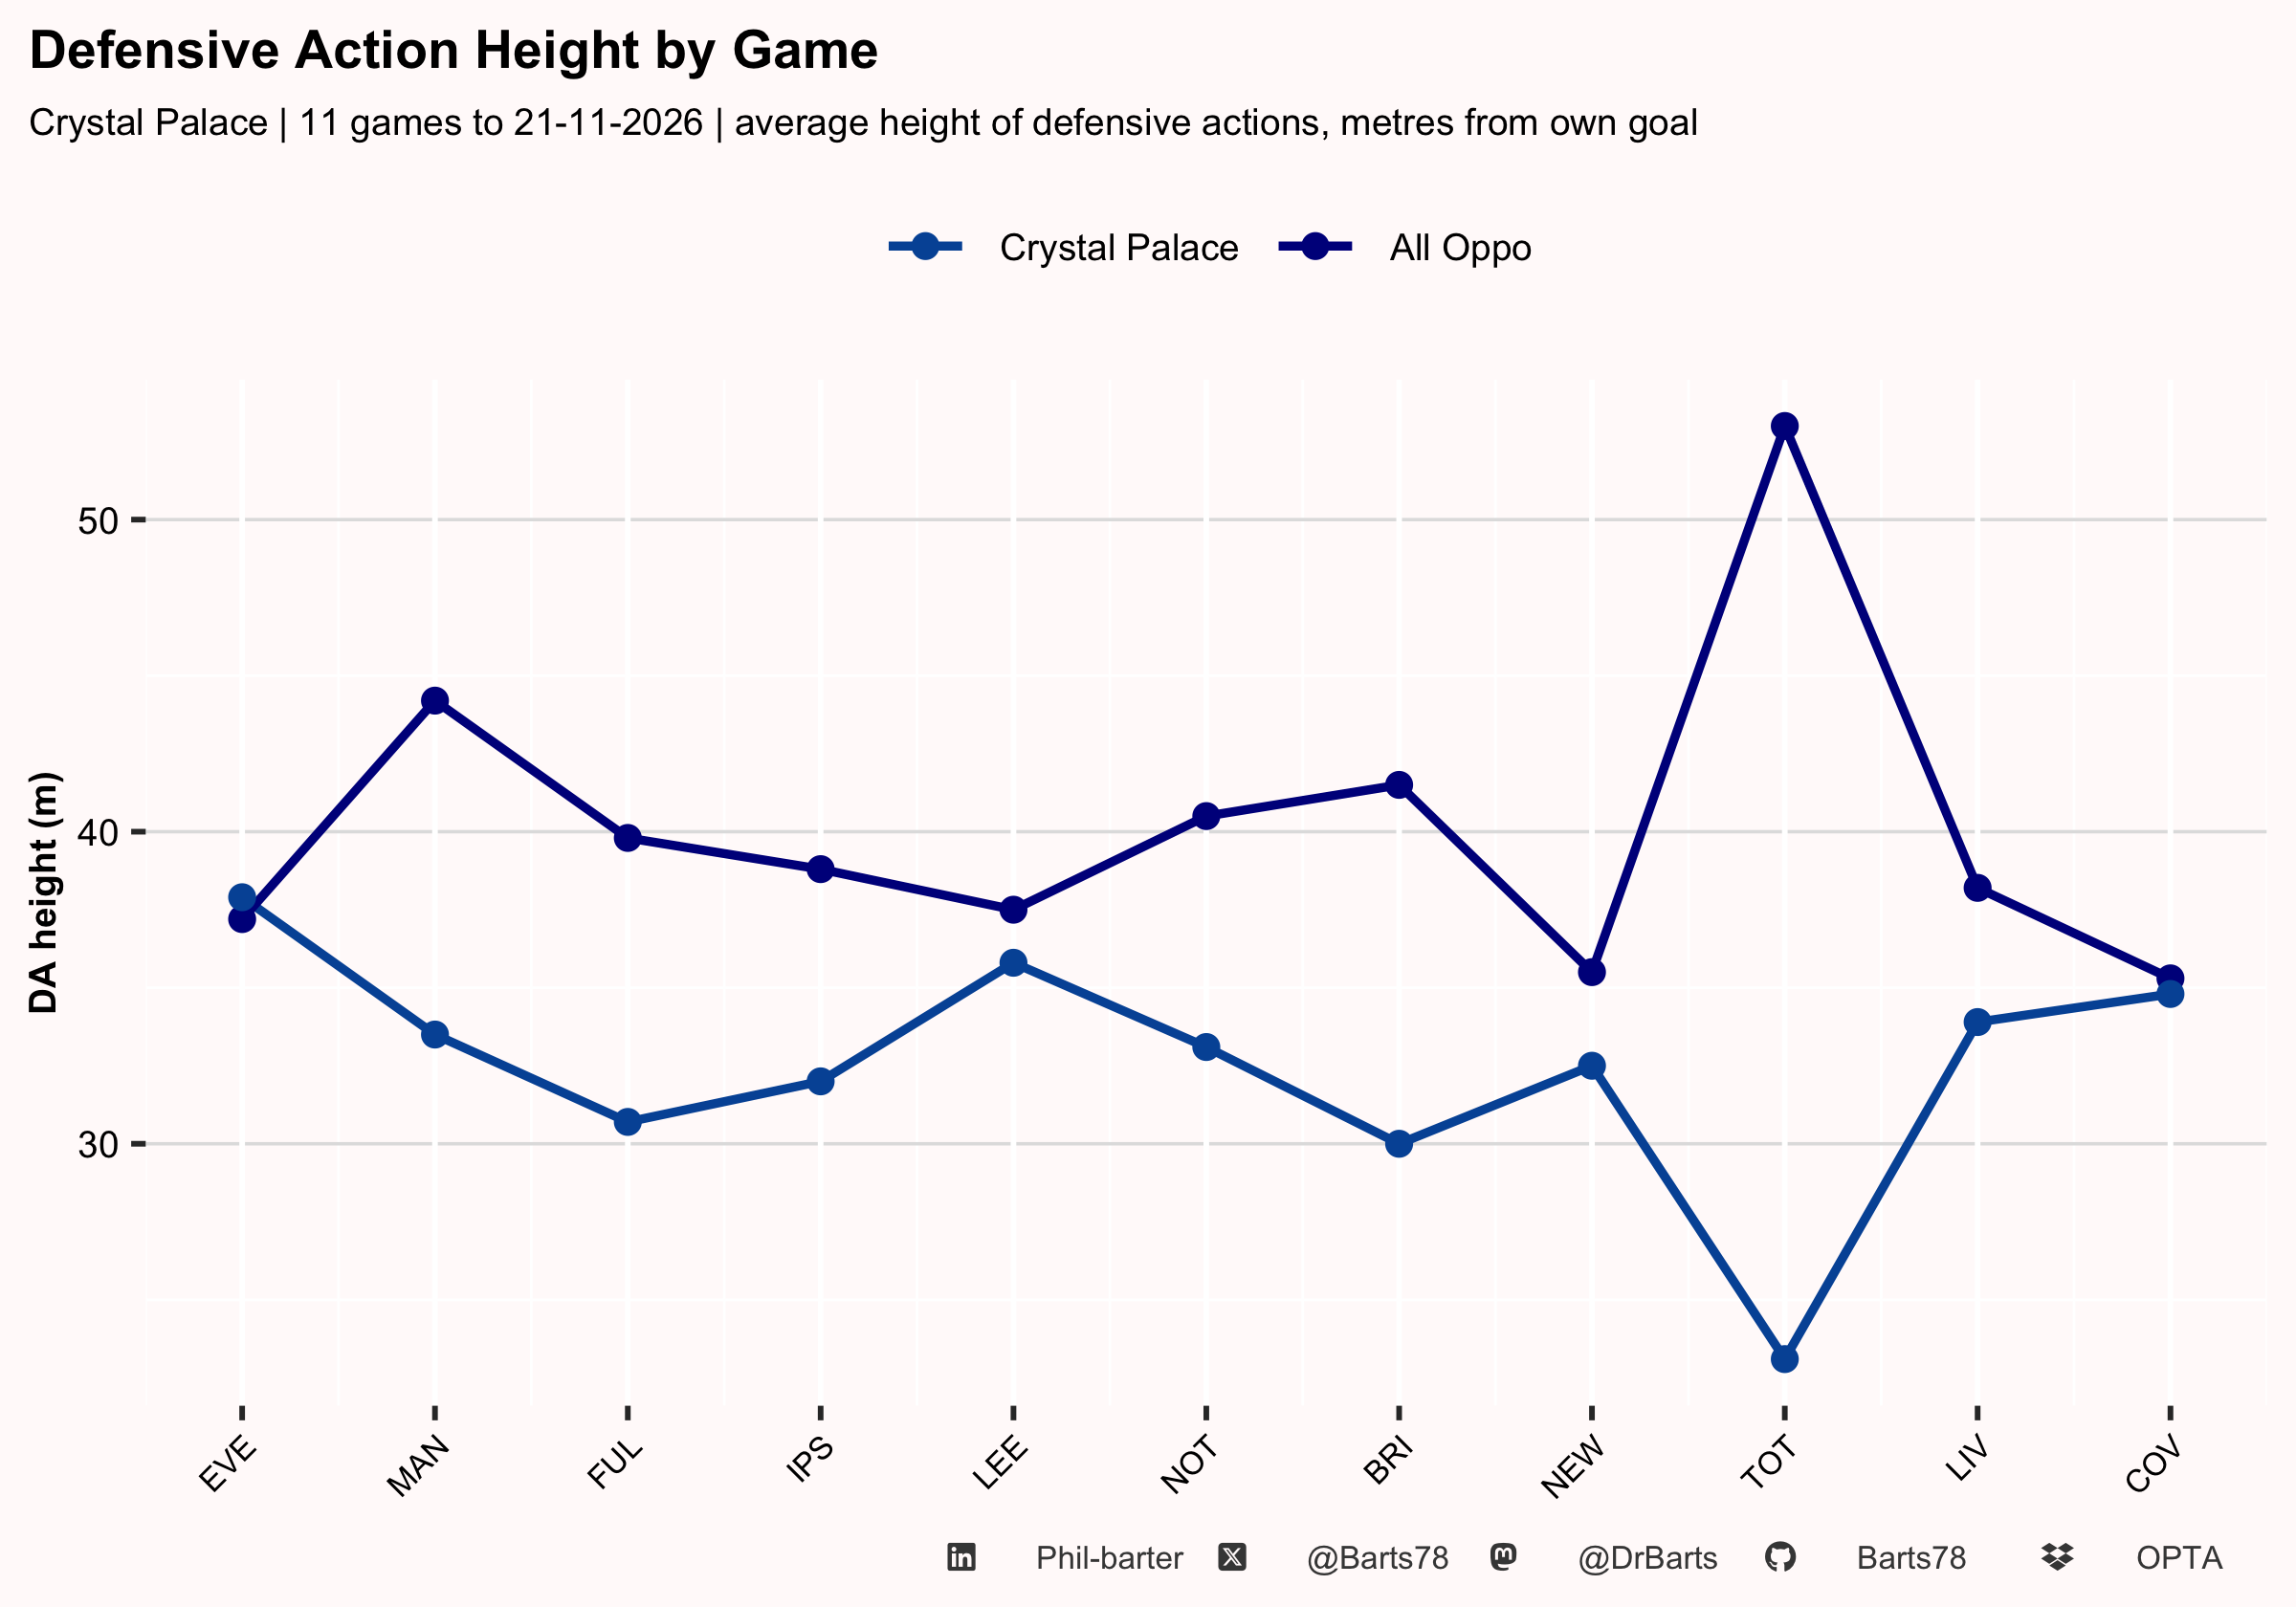 Defensive Action Height by Game
Crystal Palace | 11 games to 21-11-2026 | average height of defensive actions, metres from own goal
Crystal Palace All Oppo
DA height (m)
50
40
30
EVE MAN FUL IPS LEE NOT BRI NEW TOT LIV COV
Phil-barter @Barts78 @DrBarts Barts78 OPTA